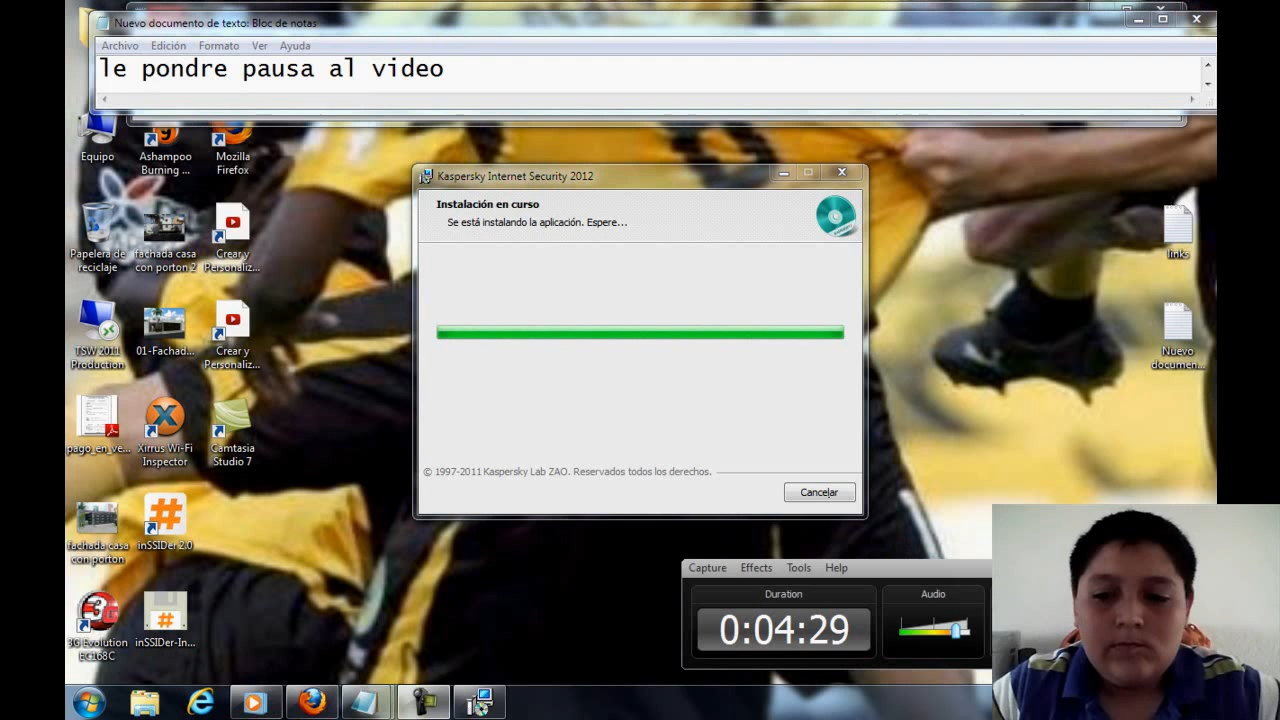 Nuevo documento de texto: Bloc de notas
Archivo Edición Formato Ver Ayuda
le pondre pausa al video
Equipo
Ashampoo
Burning ...
Mozilla
Firefox
Papelera de
reciclaje
fachada casa
con porton 2
Crear y
Personaliz...
TSW 2011
Production
01-Fachad...
Crear y
Personaliz...
pago_en_ve...
Xirrus Wi-Fi
Inspector
Camtasia
Studio 7
fachada casa
con porton
inSSIDer 2.0
3G Evolution
EC168C
inSSIDer-In...
Kaspersky Internet Security 2012
Instalación en curso
Se está instalando la aplicación. Espere...
© 1997-2011 Kaspersky Lab ZAO. Reservados todos los derechos.
Cancelar
links
Nuevo
documen...
Capture Effects Tools Help
Duration
Audio
0:04:29